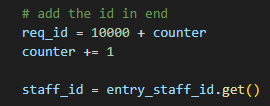 # add the id in end
req_id = 10000 + counter
counter += 1
staff_id = entry_staff_id.get()